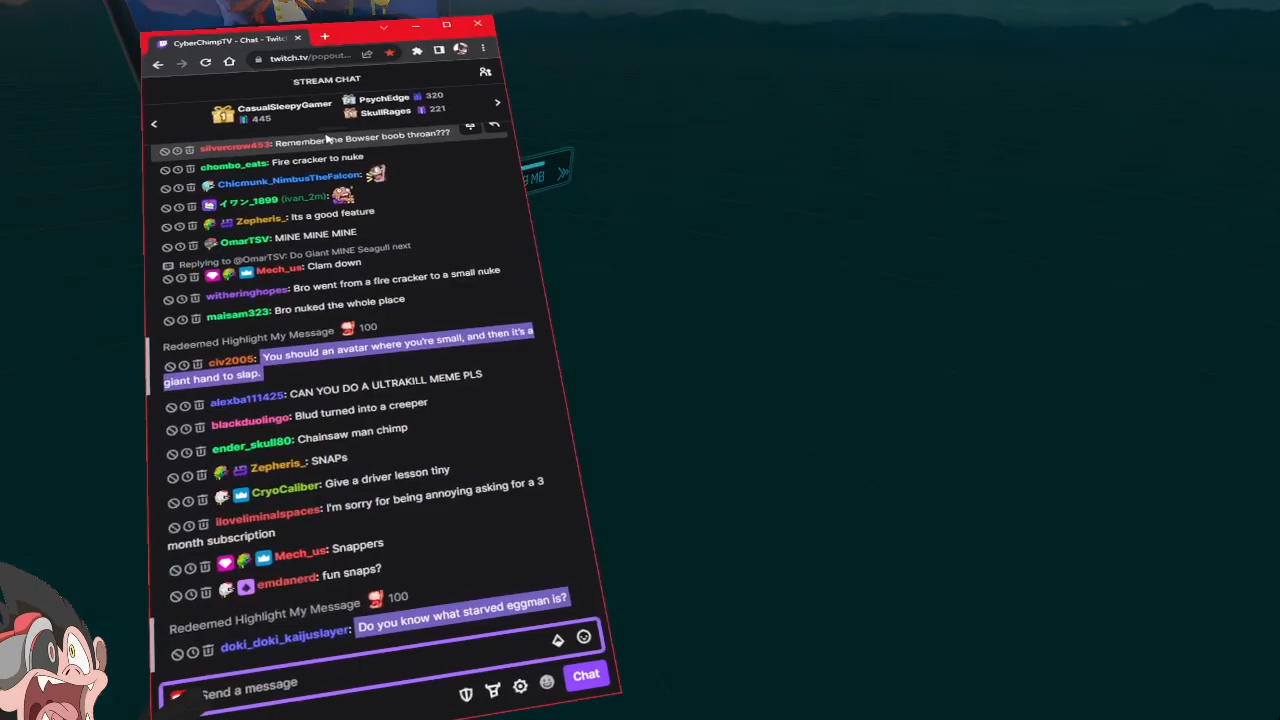 CyberChimpTV - Chat - Twitc
twitch.tv/popout...
STREAM CHAT
1 CasualSleepyGamer 445
PsychEdge 320
SkullRages 221
silvercrow453: Remember the Bowser boob throan???
chombo_eats: Fire cracker to nuke
Chicmunk_NimbusTheFalcon:
イワン_1899 (ivan_2m):
Zepheris_: Its a good feature
OmarTSV: MINE MINE MINE
Replying to @OmarTSV: Do Giant MINE Seagull next
Mech_us: Clam down
witheringhopes: Bro went from a fire cracker to a small nuke
maisam323: Bro nuked the whole place
Redeemed Highlight My Message 100
civ2005: You should an avatar where you're small, and then it's a
giant hand to slap.
alexba111425: CAN YOU DO A ULTRAKILL MEME PLS
blackduolingo: Blud turned into a creeper
ender_skull80: Chainsaw man chimp
Zepheris_: SNAPs
CryoCaliber: Give a driver lesson tiny
iloveliminalspaces: I'm sorry for being annoying asking for a 3
month subscription
Mech_us: Snappers
emdanerd: fun snaps?
Redeemed Highlight My Message 100
doki_doki_kaijuslayer: Do you know what starved eggman is?
Send a message
Chat
MB